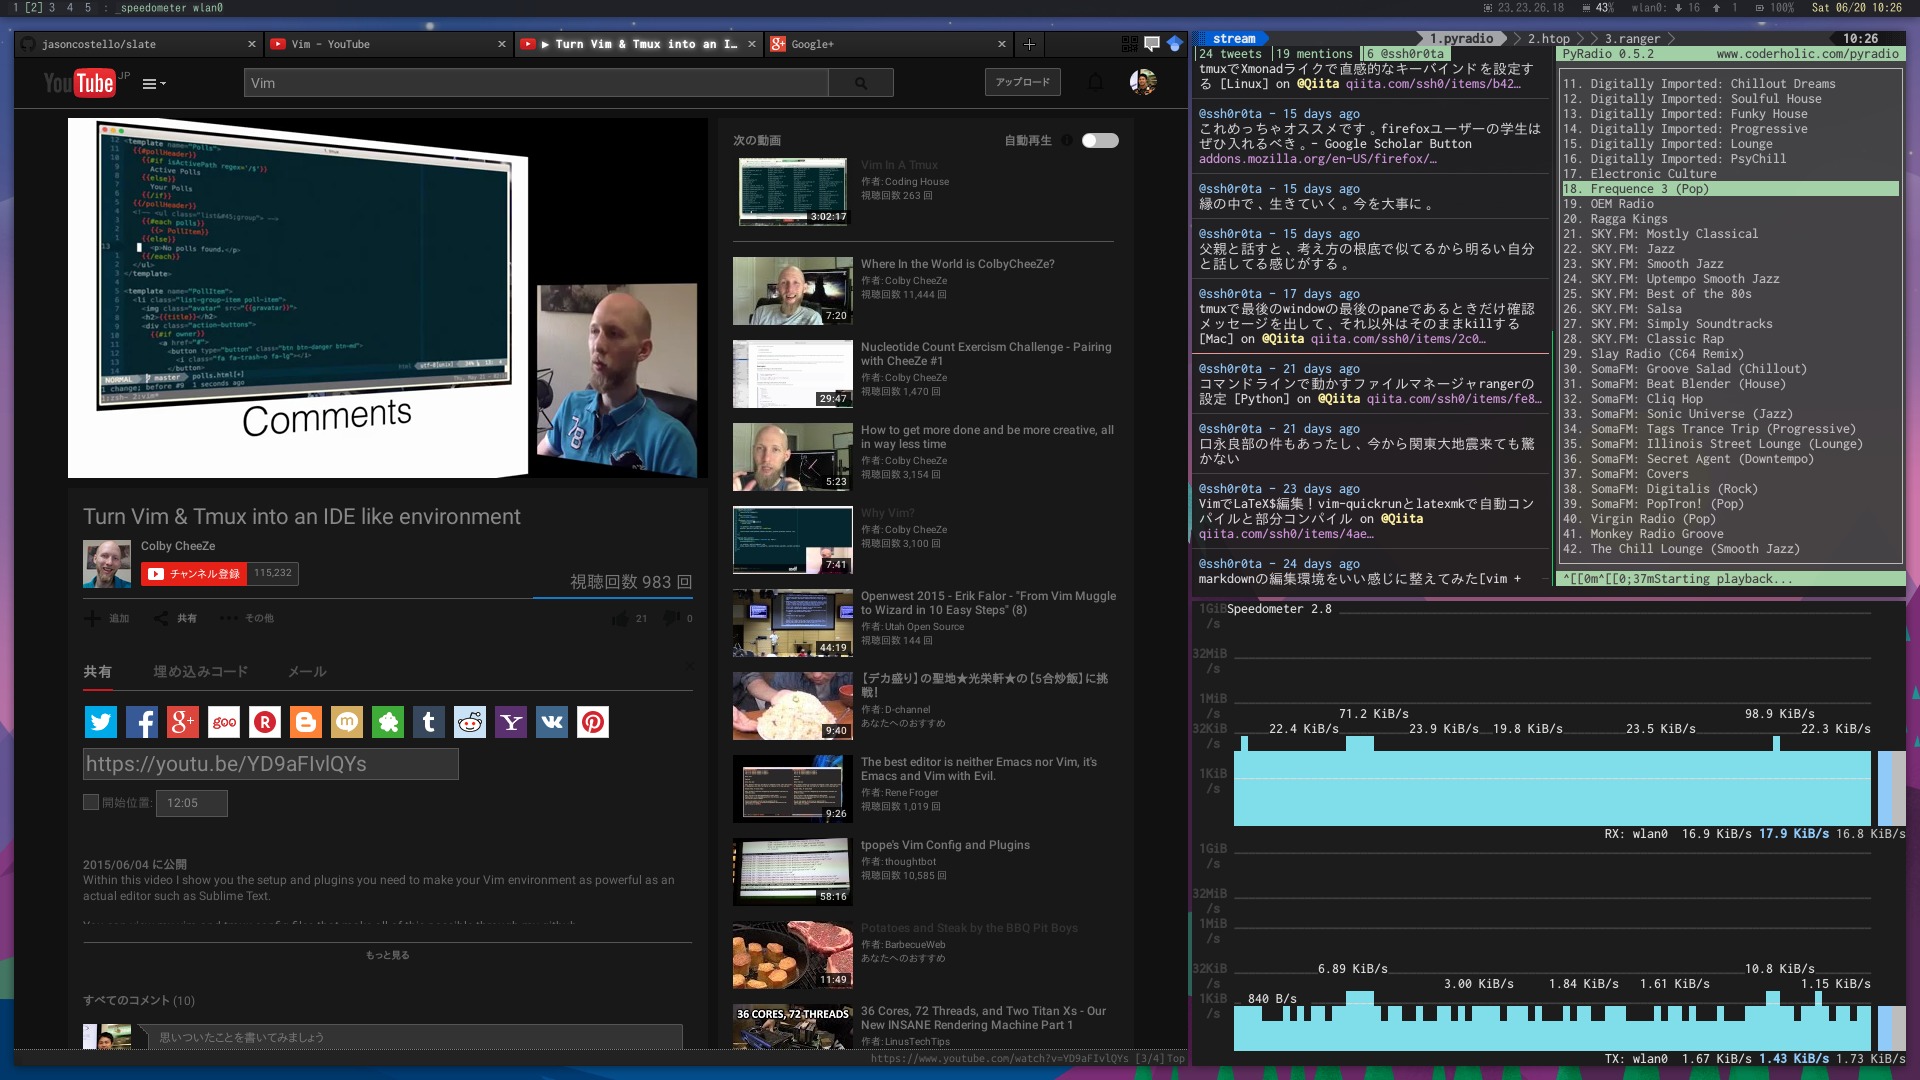 1 [2] 3 4 5 : _speedometer wlan0
23.23.26.18 43% wlan0: 16 1 100% Sat 06/20 10:26
jasoncostello/slate
Vim - YouTube
▶ Turn Vim & Tmux into an I…
Google+
YouTube JP
Vim
アップロード
Comments
Turn Vim & Tmux into an IDE like environment
Colby CheeZe
チャンネル登録 115,232
視聴回数 983 回
追加 共有 その他 21 0
共有 埋め込みコード メール
https://youtu.be/YD9aFIvlQYs
開始位置: 12:05
2015/06/04 に公開
Within this video I show you the setup and plugins you need to make your Vim environment as powerful as an
actual editor such as Sublime Text.
もっと見る
すべてのコメント (10)
思いついたことを書いてみましょう
次の動画 自動再生
Vim In A Tmux
作者: Coding House
視聴回数 263 回
3:02:17
Where In the World is ColbyCheeZe?
作者: Colby CheeZe
視聴回数 11,444 回
7:20
Nucleotide Count Exercism Challenge - Pairing
with CheeZe #1
作者: Colby CheeZe
視聴回数 1,470 回
29:47
How to get more done and be more creative, all
in way less time
作者: Colby CheeZe
視聴回数 3,154 回
5:23
Why Vim?
作者: Colby CheeZe
視聴回数 3,100 回
7:41
Openwest 2015 - Erik Falor - "From Vim Muggle
to Wizard in 10 Easy Steps" (8)
作者: Utah Open Source
視聴回数 144 回
44:19
【デカ盛り】の聖地★光栄軒★の【5合炒飯】に挑
戦！
作者: D-channel
あなたへのおすすめ
9:40
The best editor is neither Emacs nor Vim, it's
Emacs and Vim with Evil.
作者: Rene Froger
視聴回数 1,019 回
9:26
tpope's Vim Config and Plugins
作者: thoughtbot
視聴回数 10,585 回
58:16
Potatoes and Steak by the BBQ Pit Boys
作者: BarbecueWeb
あなたへのおすすめ
11:49
36 CORES, 72 THREADS
36 Cores, 72 Threads, and Two Titan Xs - Our
New INSANE Rendering Machine Part 1
作者: LinusTechTips
https://www.youtube.com/watch?v=YD9aFIvlQYs [3/4] Top
stream 1.pyradio 2.htop 3.ranger 10:26
24 tweets 19 mentions 6 @ssh0r0ta
tmuxでXmonadライクで直感的なキーバインドを設定す
る [Linux] on @Qiita qiita.com/ssh0/items/b42…
@ssh0r0ta - 15 days ago
これめっちゃオススメです。firefoxユーザーの学生は
ぜひ入れるべき。- Google Scholar Button
addons.mozilla.org/en-US/firefox/…
@ssh0r0ta - 15 days ago
縁の中で、生きていく。今を大事に。
@ssh0r0ta - 15 days ago
父親と話すと、考え方の根底で似てるから明るい自分
と話してる感じがする。
@ssh0r0ta - 17 days ago
tmuxで最後のwindowの最後のpaneであるときだけ確認
メッセージを出して、それ以外はそのままkillする
[Mac] on @Qiita qiita.com/ssh0/items/2c0…
@ssh0r0ta - 21 days ago
コマンドラインで動かすファイルマネージャrangerの
設定 [Python] on @Qiita qiita.com/ssh0/items/fe8…
@ssh0r0ta - 21 days ago
口永良部の件もあったし、今から関東大地震来ても驚
かない
@ssh0r0ta - 23 days ago
VimでLaTeX$編集！vim-quickrunとlatexmkで自動コン
パイルと部分コンパイル on @Qiita
qiita.com/ssh0/items/4ae…
@ssh0r0ta - 24 days ago
markdownの編集環境をいい感じに整えてみた[vim +
PyRadio 0.5.2 www.coderholic.com/pyradio
11. Digitally Imported: Chillout Dreams
12. Digitally Imported: Soulful House
13. Digitally Imported: Funky House
14. Digitally Imported: Progressive
15. Digitally Imported: Lounge
16. Digitally Imported: PsyChill
17. Electronic Culture
18. Frequence 3 (Pop)
19. OEM Radio
20. Ragga Kings
21. SKY.FM: Mostly Classical
22. SKY.FM: Jazz
23. SKY.FM: Smooth Jazz
24. SKY.FM: Uptempo Smooth Jazz
25. SKY.FM: Best of the 80s
26. SKY.FM: Salsa
27. SKY.FM: Simply Soundtracks
28. SKY.FM: Classic Rap
29. Slay Radio (C64 Remix)
30. SomaFM: Groove Salad (Chillout)
31. SomaFM: Beat Blender (House)
32. SomaFM: Cliq Hop
33. SomaFM: Sonic Universe (Jazz)
34. SomaFM: Tags Trance Trip (Progressive)
35. SomaFM: Illinois Street Lounge (Lounge)
36. SomaFM: Secret Agent (Downtempo)
37. SomaFM: Covers
38. SomaFM: Digitalis (Rock)
39. SomaFM: PopTron! (Pop)
40. Virgin Radio (Pop)
41. Monkey Radio Groove
42. The Chill Lounge (Smooth Jazz)
^[[0m^[[0;37mStarting playback...
1GiB Speedometer 2.8
/s
32MiB
/s
1MiB
/s 71.2 KiB/s 98.9 KiB/s
32KiB 22.4 KiB/s 23.9 KiB/s 19.8 KiB/s 23.5 KiB/s 22.3 KiB/s
/s
1KiB
/s
RX: wlan0 16.9 KiB/s 17.9 KiB/s 16.8 KiB/s
1GiB
/s
32MiB
/s
1MiB
/s
32KiB 6.89 KiB/s 10.8 KiB/s
/s 3.00 KiB/s 1.84 KiB/s 1.61 KiB/s 1.15 KiB/s
1KiB 840 B/s
/s
TX: wlan0 1.67 KiB/s 1.43 KiB/s 1.73 KiB/s